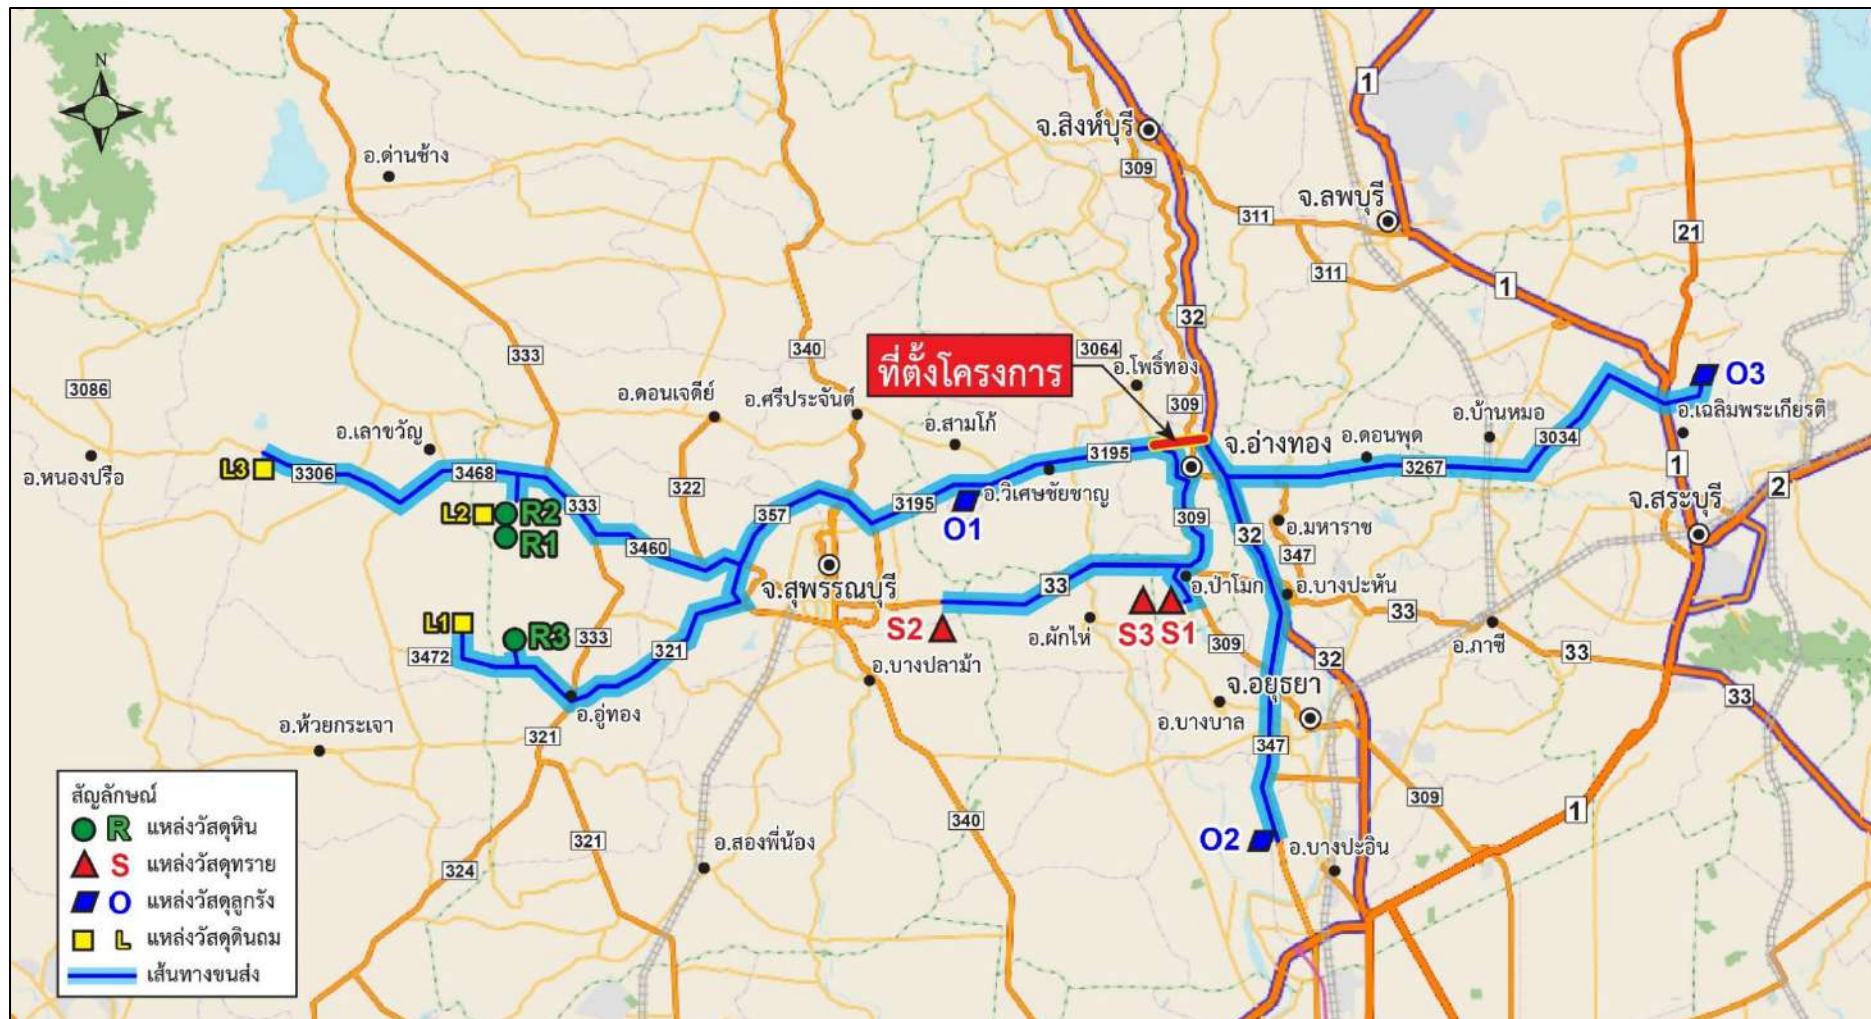 N
1
1
จ.สิงห์บุรี
อ.ด่านช้าง
309
จ.ลพบุรี
311
21
311
1
32
333
340
3064
ที่ตั้งโครงการ
อ.โพธิ์ทอง
O3
3086
อ.ดอนเจดีย์
อ.ศรีประจันต์
309
อ.เฉลิมพระเกียรติ
อ.บ้านหมอ
อ.เลาขวัญ
อ.สามโก้
จ.อ่างทอง
อ.ดอนพุด
3034
อ.หนองปรือ
L3
3306
3468
3195
3267
1
2
322
อ.วิเศษชัยชาญ
จ.สระบุรี
L2
R2
333
357
3195
O1
309
R1
3460
32
อ.มหาราช
347
จ.สุพรรณบุรี
33
อ.ป่าโมก
อ.บางปะหัน
33
L1
R3
333
S2
อ.ผักไห่
S3
S1
309
อ.ภาชี
33
3472
321
อ.บางปลาม้า
32
33
อ.อู่ทอง
จ.อยุธยา
อ.บางบาล
อ.ห้วยกระเจา
321
347
309
สัญลักษณ์
R แหล่งวัสดุหิน
S แหล่งวัสดุทราย
O แหล่งวัสดุลูกรัง
L แหล่งวัสดุดินถม
เส้นทางขนส่ง
1
340
321
อ.สองพี่น้อง
O2
อ.บางปะอิน
324